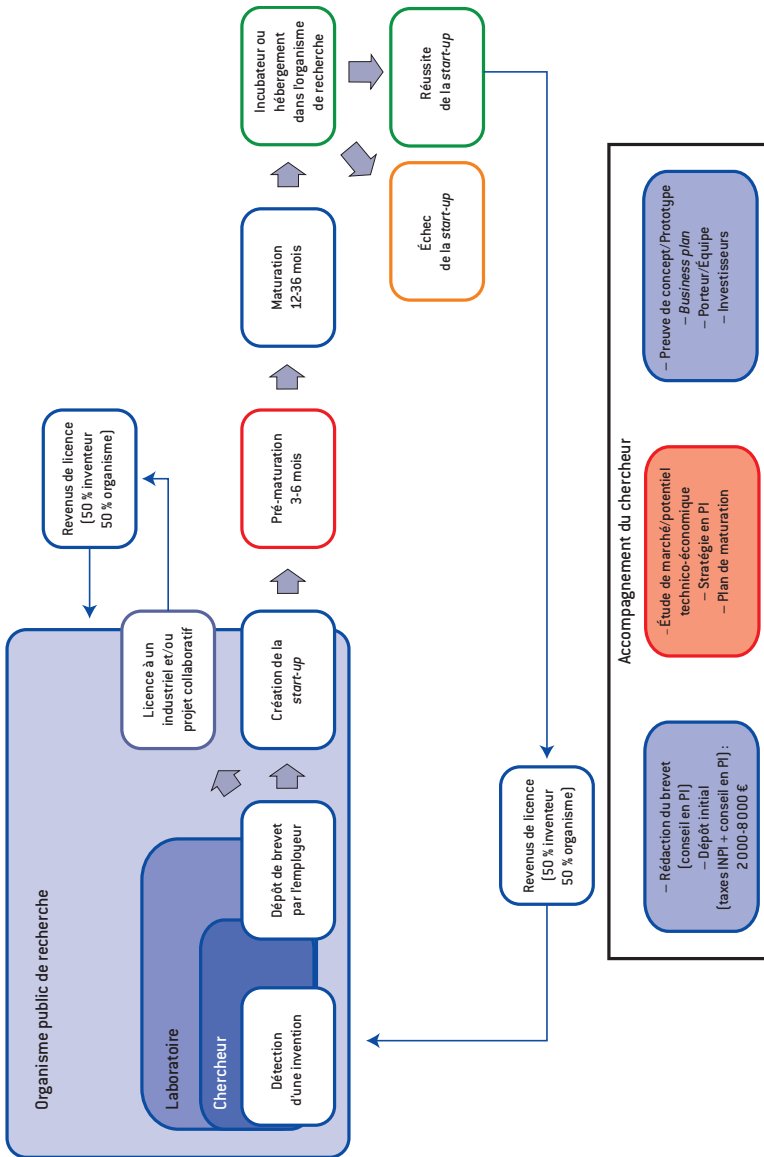 Organisme public de recherche
Laboratoire
Chercheur
Détection
d'une invention
Dépôt de brevet
par l'employeur
Licence à un
industriel et/ou
projet collaboratif
Création de la
start-up
Revenus de licence
(50 % inventeur
50 % organisme)
Pré-maturation
3-6 mois
Maturation
12-36 mois
Incubateur ou
hébergement
dans l'organisme
de recherche
Échec
de la start-up
Réussite
de la start-up
Revenus de licence
(50 % inventeur
50 % organisme)
Accompagnement du chercheur
– Rédaction du brevet
(conseil en PI)
– Dépôt initial
(taxes INPI + conseil en PI) :
2 000-8 000 €
- Étude de marché/potentiel
technico-économique
– Stratégie en PI
– Plan de maturation
– Preuve de concept/Prototype
– Business plan
– Porteur/Équipe
– Investisseurs